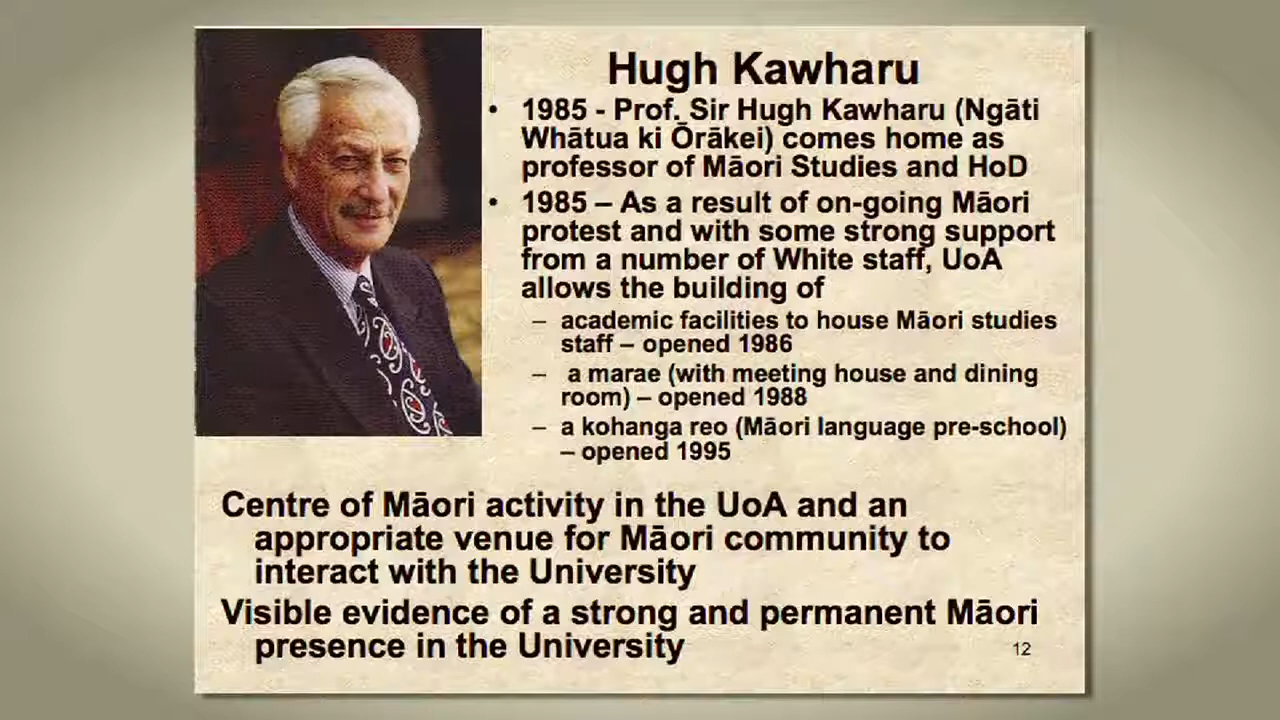 Hugh Kawharu
• 1985 - Prof. Sir Hugh Kawharu (Ngāti
Whātua ki Ōrākei) comes home as
professor of Māori Studies and HoD
• 1985 – As a result of on-going Māori
protest and with some strong support
from a number of White staff, UoA
allows the building of
– academic facilities to house Māori studies
staff – opened 1986
– a marae (with meeting house and dining
room) – opened 1988
– a kohanga reo (Māori language pre-school)
– opened 1995
Centre of Māori activity in the UoA and an
appropriate venue for Māori community to
interact with the University
Visible evidence of a strong and permanent Māori
presence in the University
12